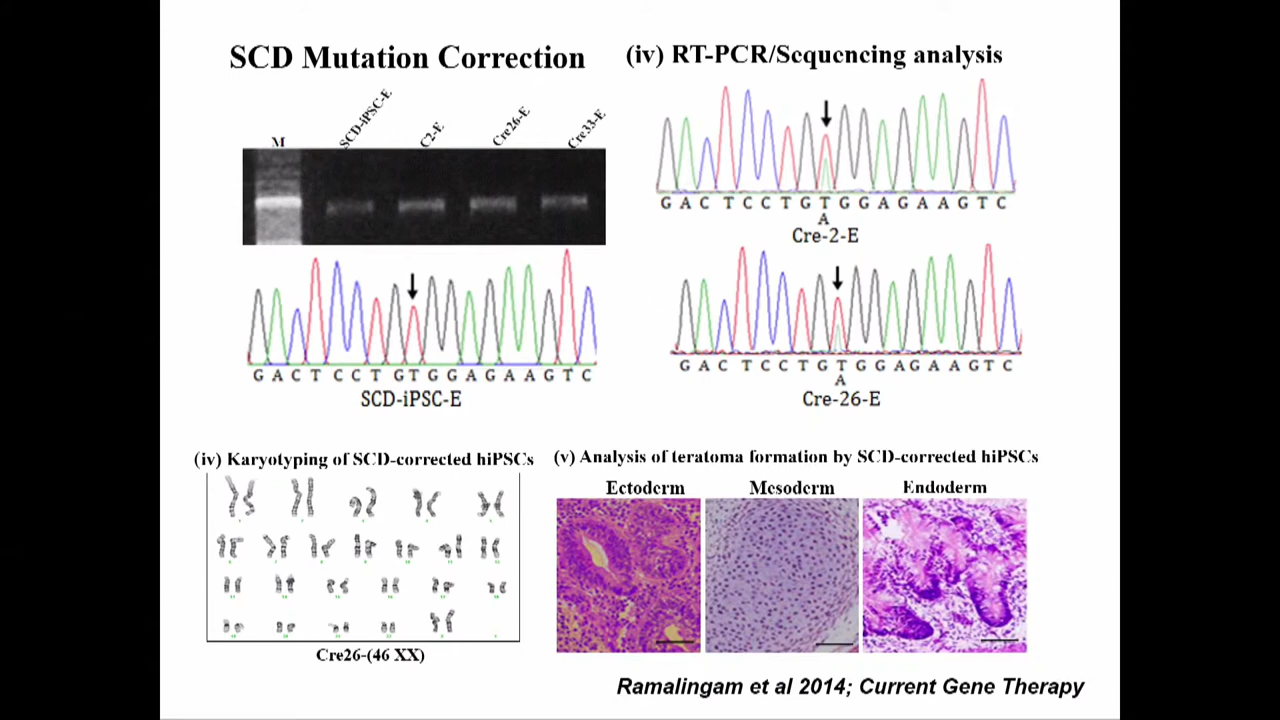 SCD Mutation Correction
M SCD-iPSC-E C2-E Cre26-E Cre33-E
G A C T C C T G T G G A G A A G T C
SCD-iPSC-E
(iv) RT-PCR/Sequencing analysis
G A C T C C T G T G G A G A A G T C
A
Cre-2-E
G A C T C C T G T G G A G A A G T C
A
Cre-26-E
(iv) Karyotyping of SCD-corrected hiPSCs
Cre26-(46 XX)
(v) Analysis of teratoma formation by SCD-corrected hiPSCs
Ectoderm Mesoderm Endoderm
Ramalingam et al 2014; Current Gene Therapy